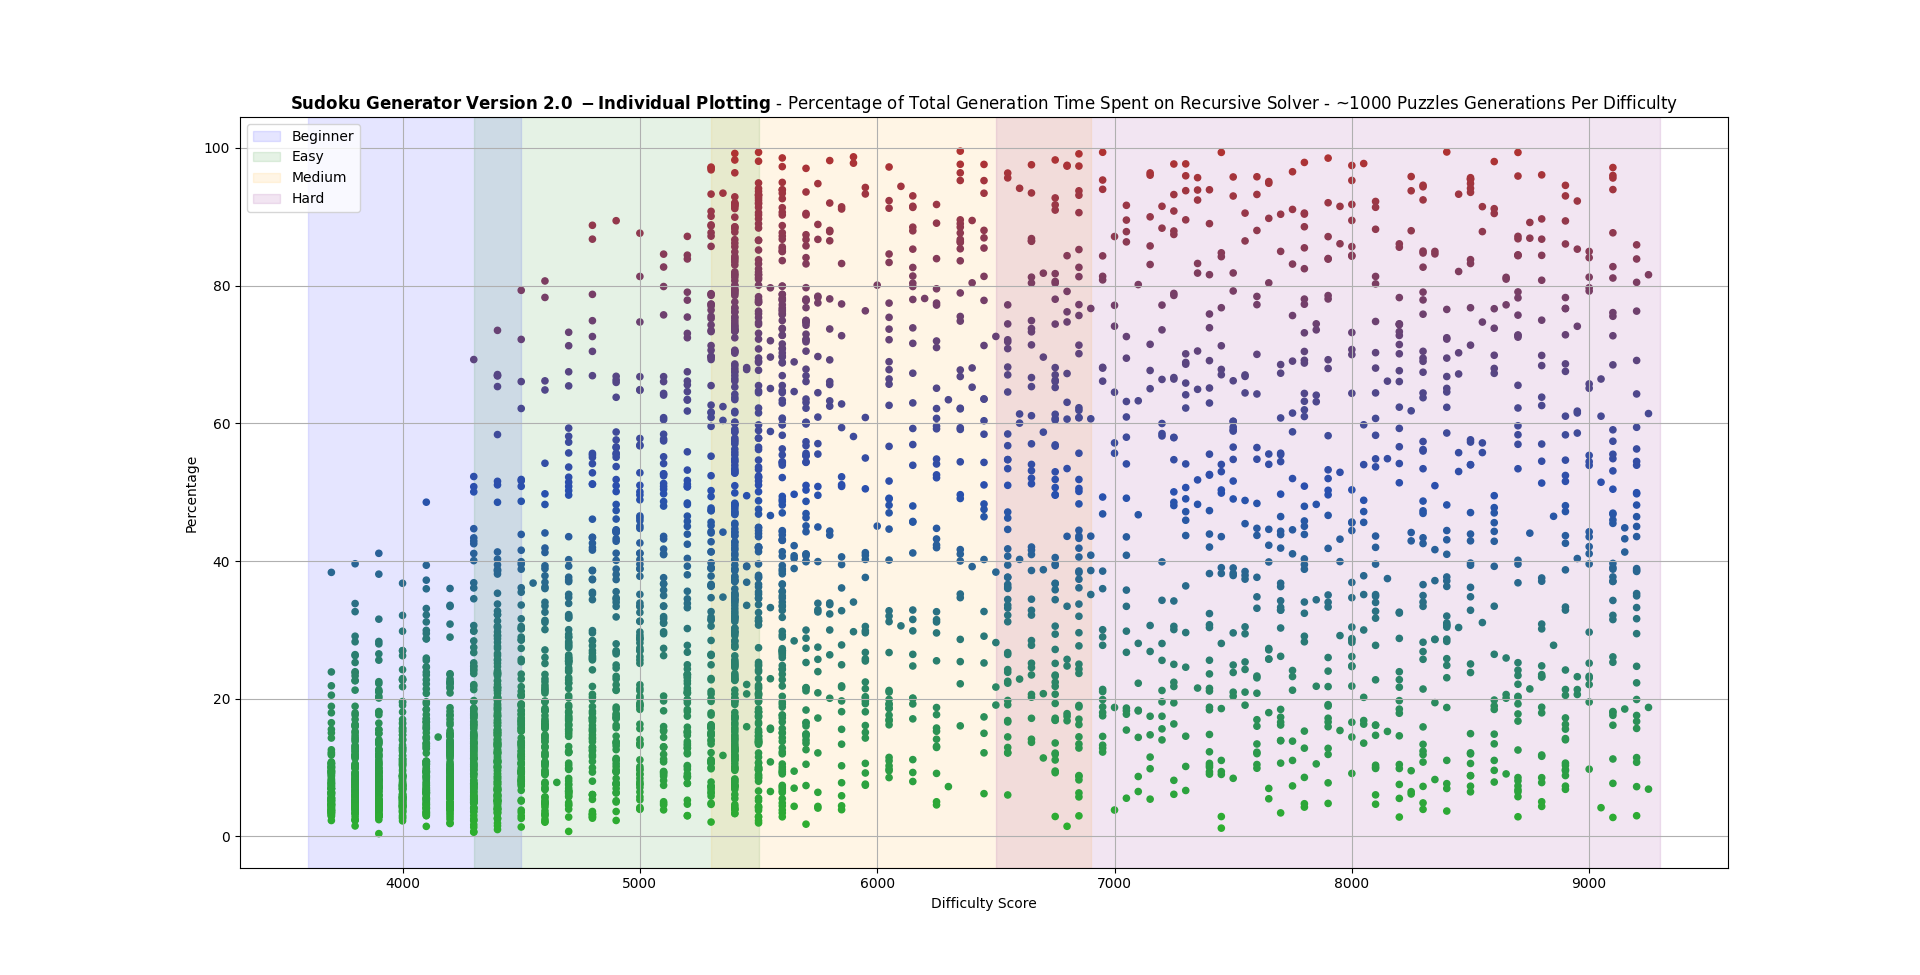 Sudoku Generator Version 2.0 − Individual Plotting - Percentage of Total Generation Time Spent on Recursive Solver - ~1000 Puzzles Generations Per Difficulty
Beginner
Easy
Medium
Hard
100
80
60
40
20
0
Percentage
4000 5000 6000 7000 8000 9000
Difficulty Score